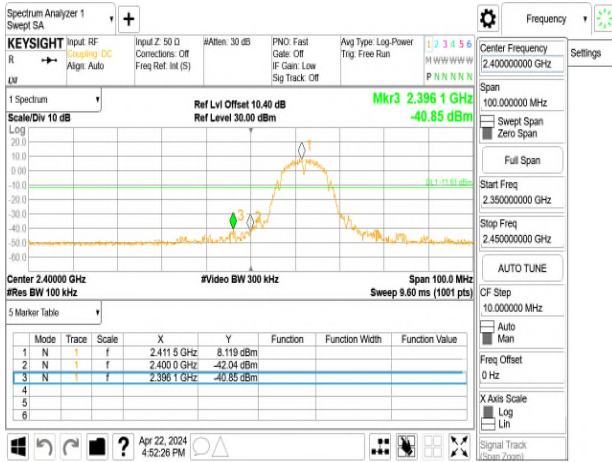 Spectrum Analyzer 1
Swept SA
Frequency
KEYSIGHT
R
Input: RF
Coupling: DC
Align: Auto
Input Z: 50 Ω
Corrections: Off
Freq Ref: Int (S)
#Atten: 30 dB
PNO: Fast
Gate: Off
IF Gain: Low
Sig Track: Off
Avg Type: Log-Power
Trig: Free Run
1 2 3 4 5 6
M W W W W W
P N N N N N
1 Spectrum
Scale/Div 10 dB
Ref Lvl Offset 10.40 dB
Ref Level 30.00 dBm
Mkr3 2.396 1 GHz
-40.85 dBm
Log
20.0
10.0
0.00
-10.0
-20.0
-30.0
-40.0
-50.0
-60.0
1
2
3
DL1 -11.93 dBm
Center 2.40000 GHz
#Res BW 100 kHz
#Video BW 300 kHz
Span 100.0 MHz
Sweep 9.60 ms (1001 pts)
5 Marker Table
Mode Trace Scale X Y Function Function Width Function Value
1 N 1 f 2.411 5 GHz 8.119 dBm
2 N 1 f 2.400 0 GHz -42.04 dBm
3 N 1 f 2.396 1 GHz -40.85 dBm
4
5
6
?
Apr 22, 2024
4:52:26 PM
Center Frequency
2.400000000 GHz
Settings
Span
100.000000 MHz
Swept Span
Zero Span
Full Span
Start Freq
2.350000000 GHz
Stop Freq
2.450000000 GHz
AUTO TUNE
CF Step
10.000000 MHz
Auto
Man
Freq Offset
0 Hz
X Axis Scale
Log
Lin
Signal Track
(Span Zoom)